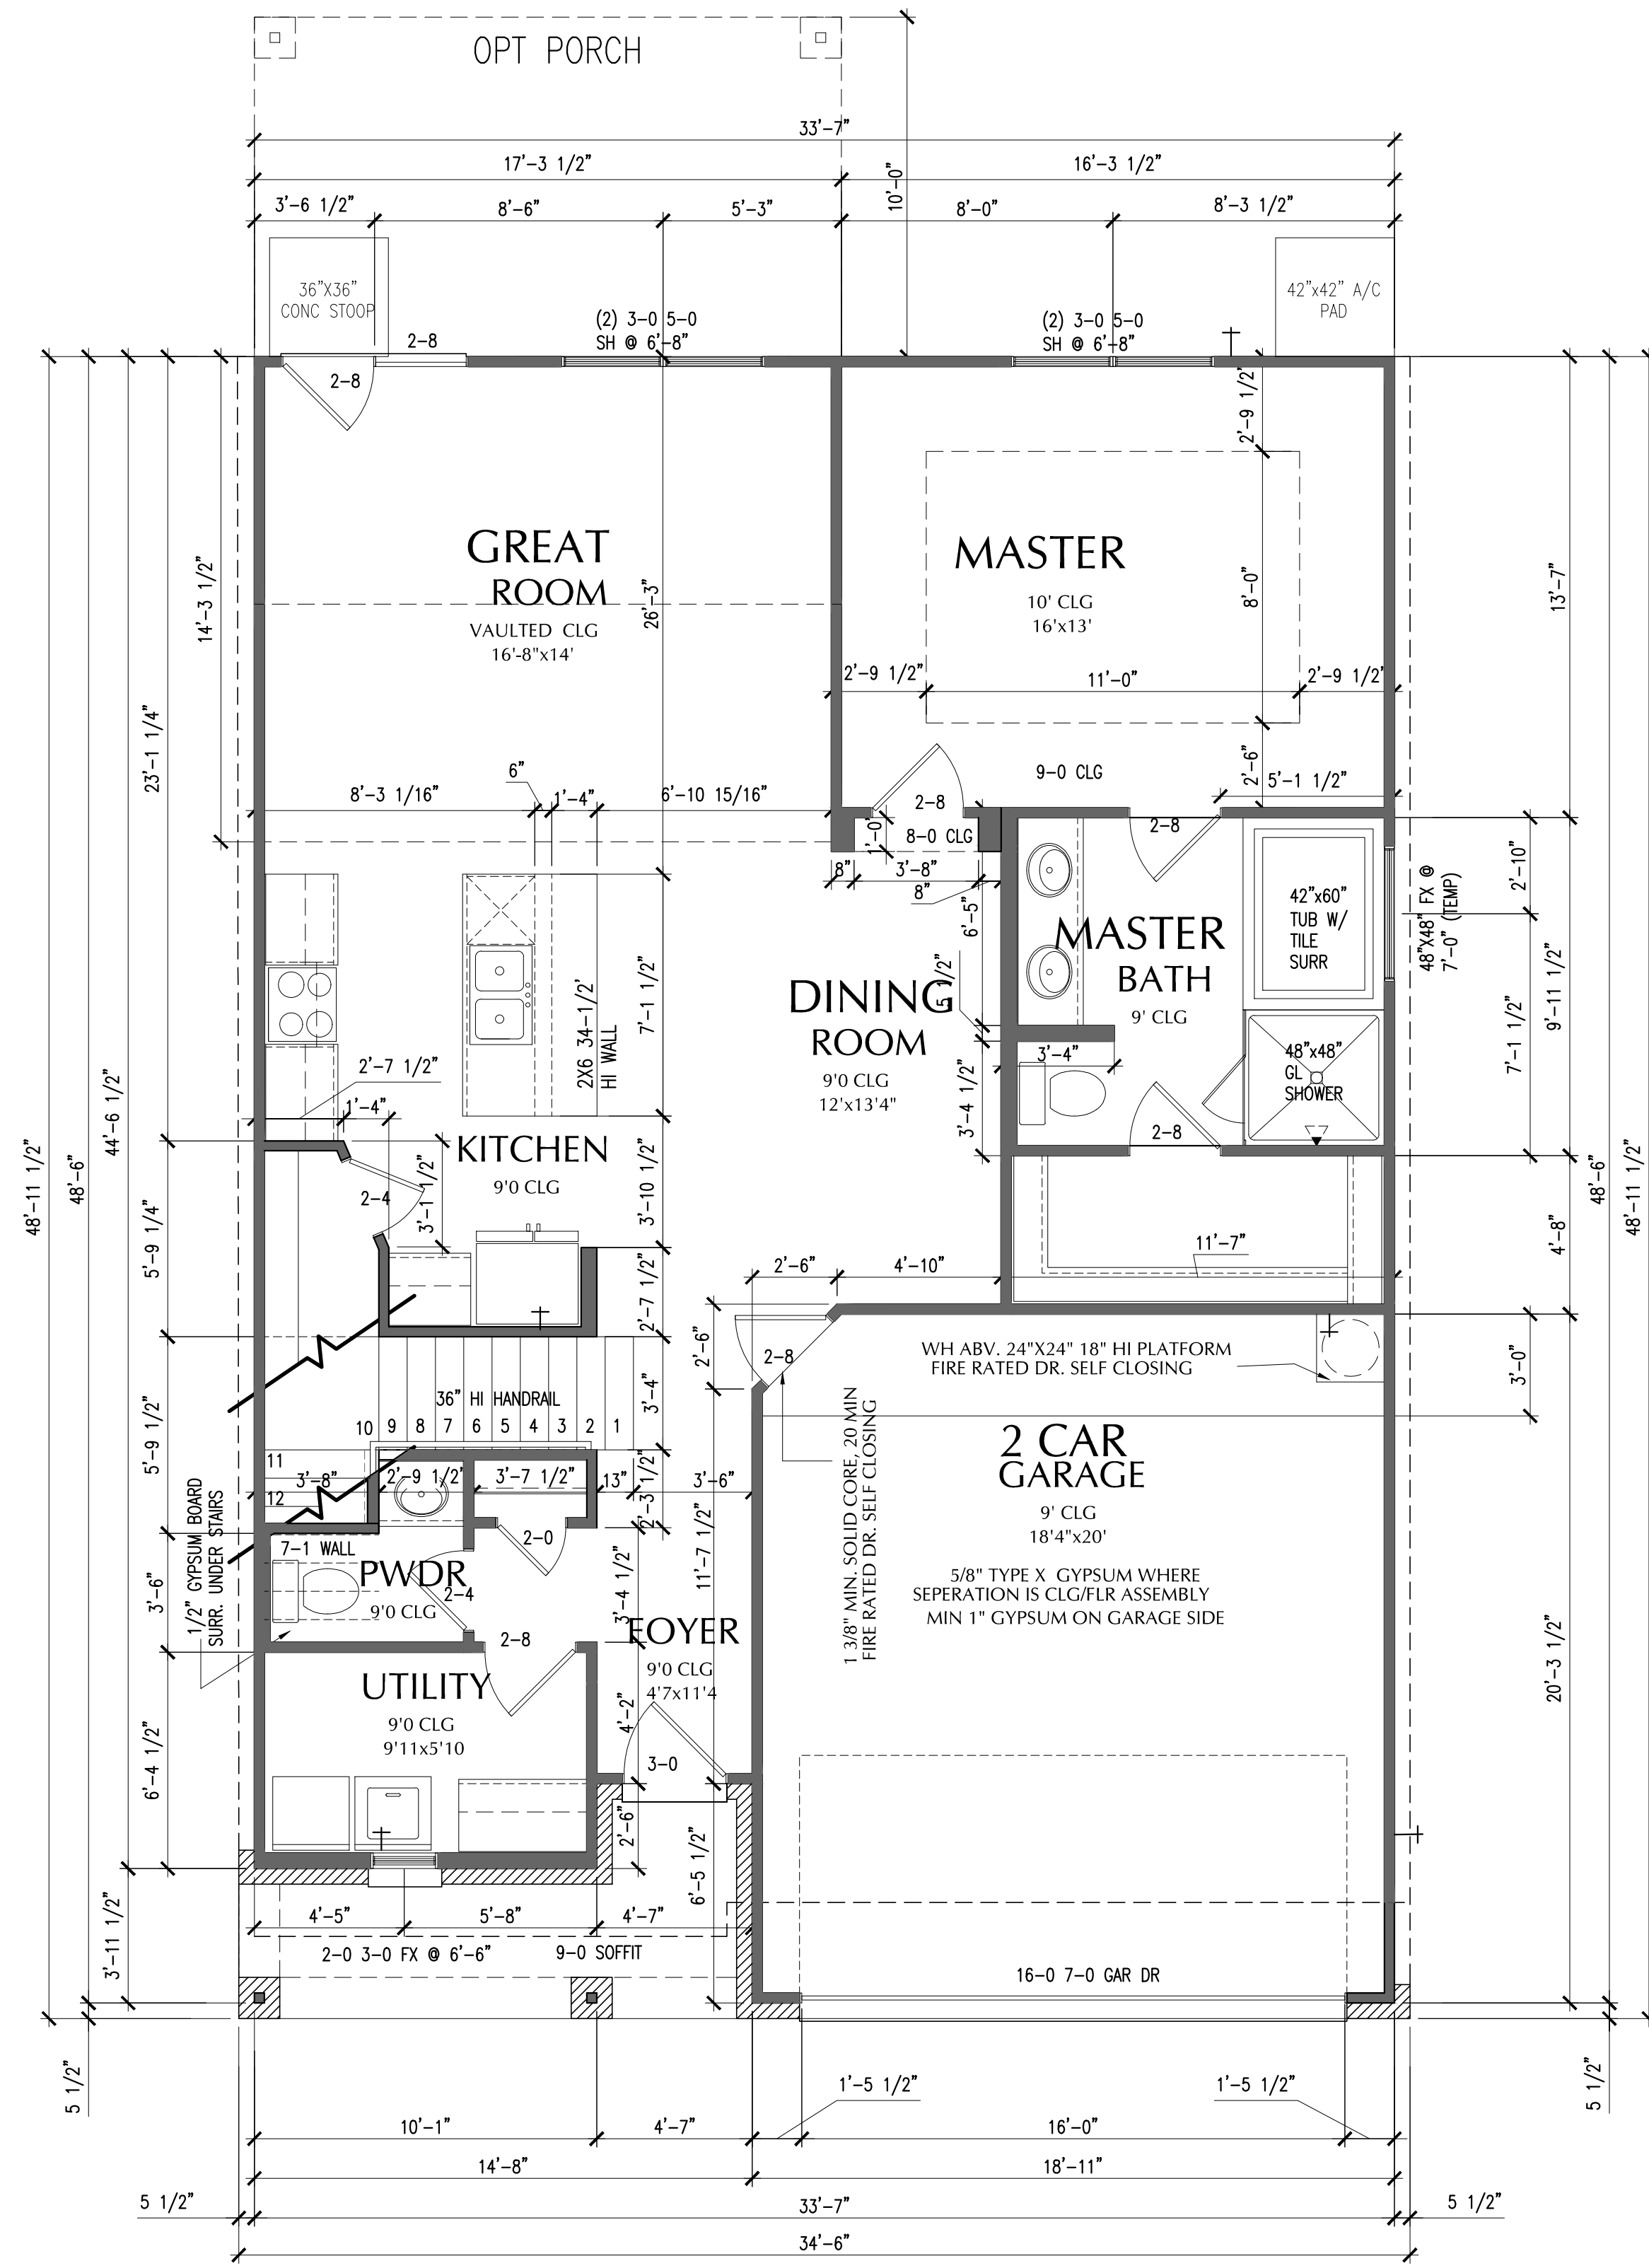 OPT PORCH
33'-7"
17'-3 1/2"
16'-3 1/2"
10'-0"
3'-6 1/2"
8'-6"
5'-3"
8'-0"
8'-3 1/2"
36"X36"
CONC STOOP
42"x42" A/C
PAD
(2) 3-0 5-0
SH @ 6'-8"
(2) 3-0 5-0
SH @ 6'-8"
2-8
2-8
2'-9 1/2"
GREAT
ROOM
VAULTED CLG
16'-8"x14'
MASTER
10' CLG
16'x13'
14'-3 1/2"
26'-3"
8'-0"
13'-7"
2'-9 1/2"
11'-0"
2'-9 1/2"
23'-1 1/4"
9-0 CLG
2'-6"
5'-1 1/2"
8'-3 1/16"
6"
1'-4"
6'-10 15/16"
2-8
1'-0"
8-0 CLG
2-8
8"
3'-8"
8"
6'-5"
42"x60"
TUB W/
TILE
SURR
48"X48" FX @
7'-0" (TEMP)
2'-10"
MASTER
BATH
9' CLG
5 1/2"
DINING
ROOM
9'0 CLG
12'x13'4"
7'-1 1/2"
2X6 34-1/2'
HI WALL
9'-11 1/2"
7'-1 1/2"
3'-4"
48"x48"
GL
SHOWER
2-8
3'-4 1/2"
2'-7 1/2"
1'-4"
KITCHEN
9'0 CLG
2-4
3'-1 1/2"
3'-10 1/2"
44'-6 1/2"
48'-6"
48'-11 1/2"
5'-9 1/4"
48'-6"
48'-11 1/2"
4'-8"
11'-7"
2'-6"
4'-10"
2'-7 1/2"
2'-6"
2-8
WH ABV. 24"X24" 18" HI PLATFORM
FIRE RATED DR. SELF CLOSING
3'-0"
36" HI HANDRAIL
10 9 8 7 6 5 4 3 2 1
3'-4"
11
12
3'-8"
2'-9 1/2'
3'-7 1/2"
13"
2'-3 1/2"
3'-6"
5'-9 1/2"
1 3/8" MIN. SOLID CORE, 20 MIN
FIRE RATED DR. SELF CLOSING
2 CAR
GARAGE
9' CLG
18'4"x20'
5/8" TYPE X GYPSUM WHERE
SEPERATION IS CLG/FLR ASSEMBLY
MIN 1" GYPSUM ON GARAGE SIDE
1/2" GYPSUM BOARD
SURR. UNDER STAIRS
7-1 WALL
PWDR
9'0 CLG
2-0
2-4
2-8
3'-6"
3'-4 1/2"
11'-7 1/2"
FOYER
9'0 CLG
4'7x11'4
UTILITY
9'0 CLG
9'11x5'10
4'-2"
3-0
20'-3 1/2"
6'-4 1/2"
2'-6"
6'-5 1/2"
3'-11 1/2"
4'-5"
5'-8"
4'-7"
2-0 3-0 FX @ 6'-6"
9-0 SOFFIT
16-0 7-0 GAR DR
5 1/2"
5 1/2"
1'-5 1/2"
1'-5 1/2"
10'-1"
4'-7"
16'-0"
14'-8"
18'-11"
5 1/2"
33'-7"
5 1/2"
34'-6"